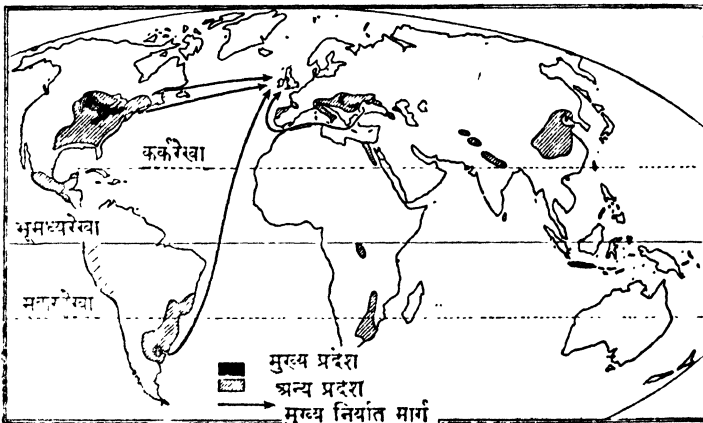 कर्करेखा
भूमध्यरेखा
मकररेखा
मुख्य प्रदेश
अन्य प्रदेश
मुख्य निर्यात मार्ग